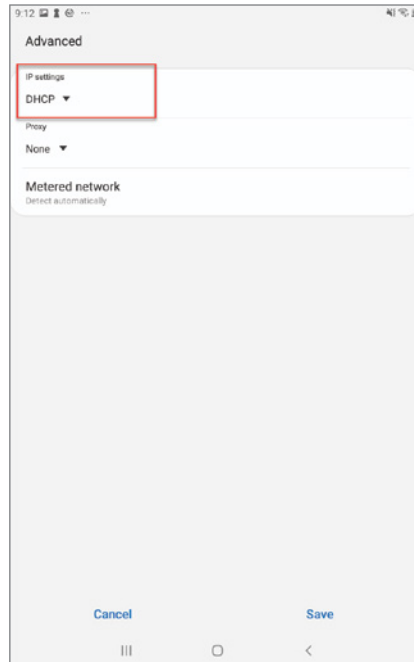 9:12
Advanced
IP settings
DHCP
Proxy
None
Metered network
Detect automatically
Cancel
Save